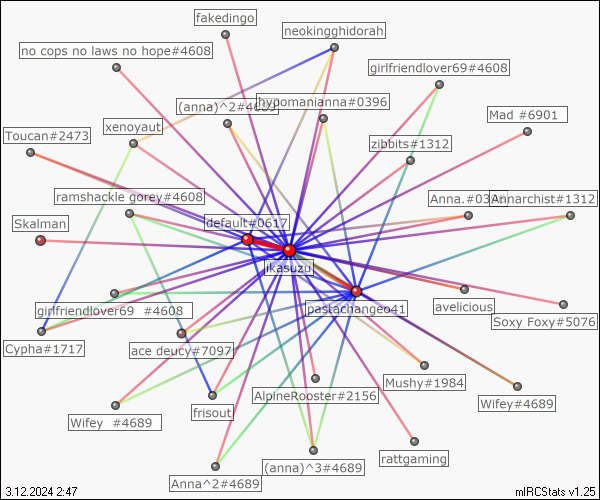 fakedingo
neokingghidorah
no cops no laws no hope#4608
girlfriendlover69#4608
(anna)^2#4689
hypomanianna#0396
Mad #6901
Toucan#2473
xenoyaut
zibbits#1312
ramshackle gorey#4608
Anna.
Annarchist#1312
Skalman
default#0617
ikasuzu
girlfriendlover69 #4608
pastachangeo41
avelicious
Soxy Foxy#5076
Cypha#1717
ace deucy#7097
Mushy#1984
AlpineRooster#2156
Wifey#4689
Wifey #4689
frisout
rattgaming
Anna^2#4689
(anna)^3#4689
3.12.2024 2:47
mIRCStats v1.25